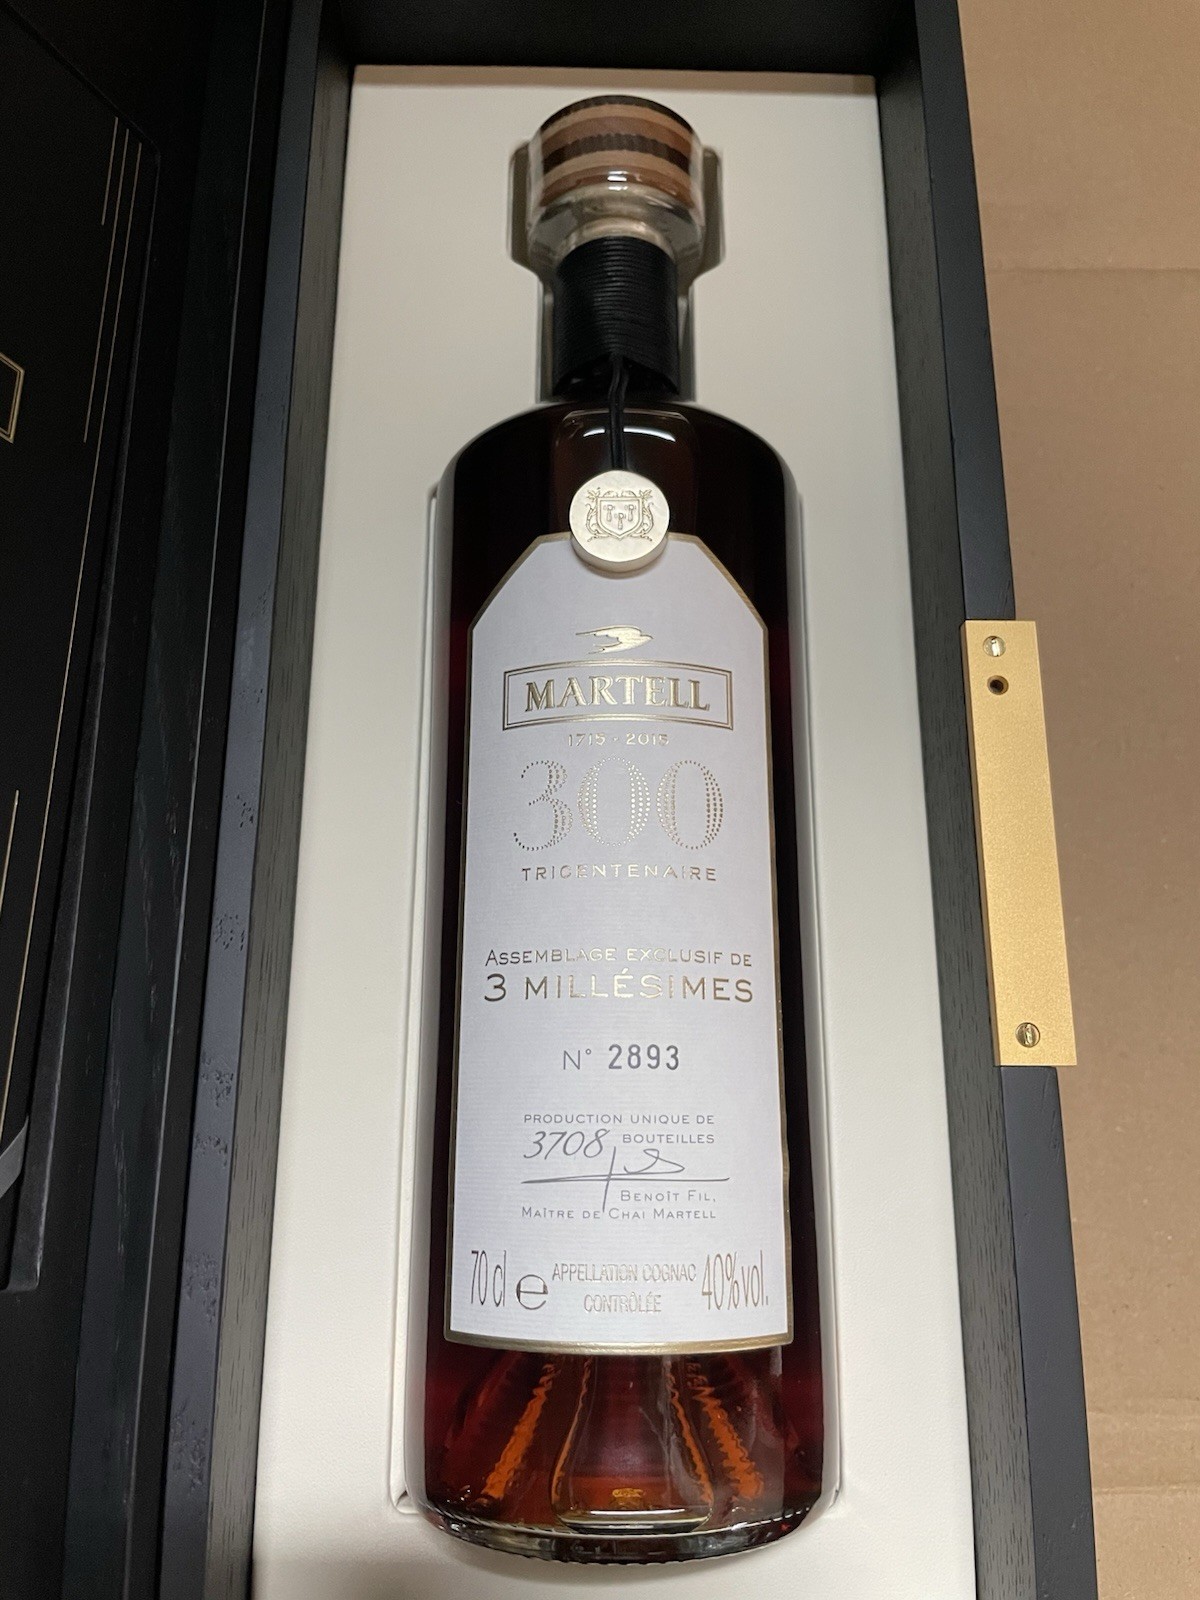 MARTELL
1715 - 2015
300
TRICENTENAIRE
ASSEMBLAGE EXCLUSIF DE
3 MILLÉSIMES
N° 2893
PRODUCTION UNIQUE DE
3708 BOUTEILLES
BENOÎT FIL,
MAÎTRE DE CHAI MARTELL
70 cl e APPELLATION COGNAC CONTRÔLÉE 40% vol.